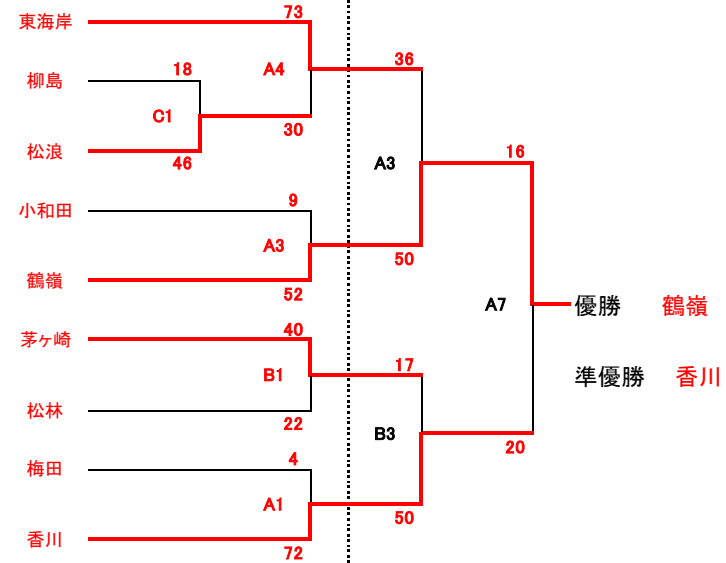 73
東海岸
36
A4
18
柳島
C1
30
16
松浪
46
A3
9
小和田
A3
50
鶴嶺
52
A7
優勝 鶴嶺
40
茅ヶ崎
17
B1
準優勝 香川
松林
22
B3
20
4
梅田
A1
50
香川
72